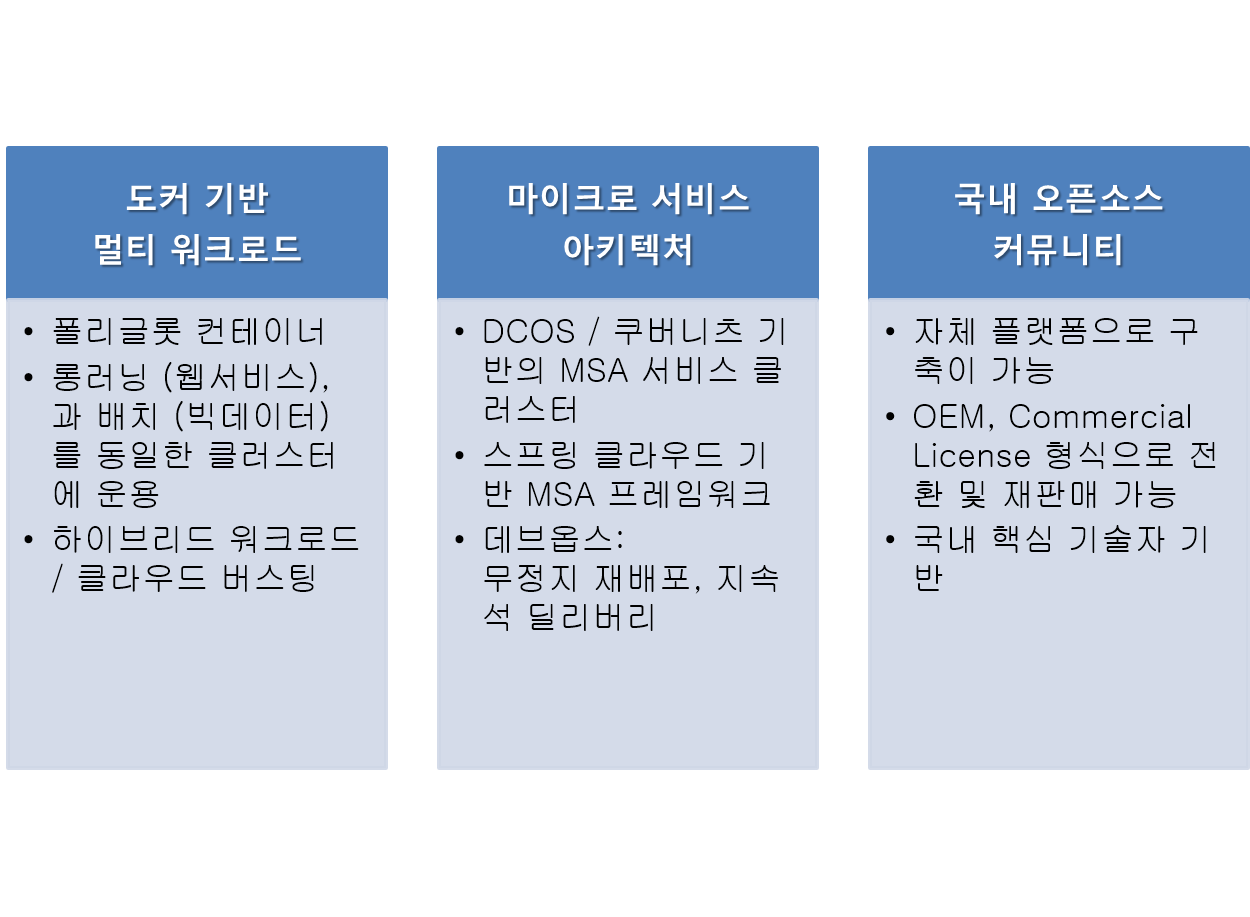 도커 기반
멀티 워크로드
• 폴리글롯 컨테이너
• 롱러닝 (웹서비스),
과 배치 (빅데이터)
를 동일한 클러스터
에 운용
• 하이브리드 워크로드
/ 클라우드 버스팅
마이크로 서비스
아키텍처
• DCOS / 쿠버니츠 기
반의 MSA 서비스 클
러스터
• 스프링 클라우드 기
반 MSA 프레임워크
• 데브옵스:
무정지 재배포, 지속
석 딜리버리
국내 오픈소스
커뮤니티
• 자체 플랫폼으로 구
축이 가능
• OEM, Commercial
License 형식으로 전
환 및 재판매 가능
• 국내 핵심 기술자 기
반